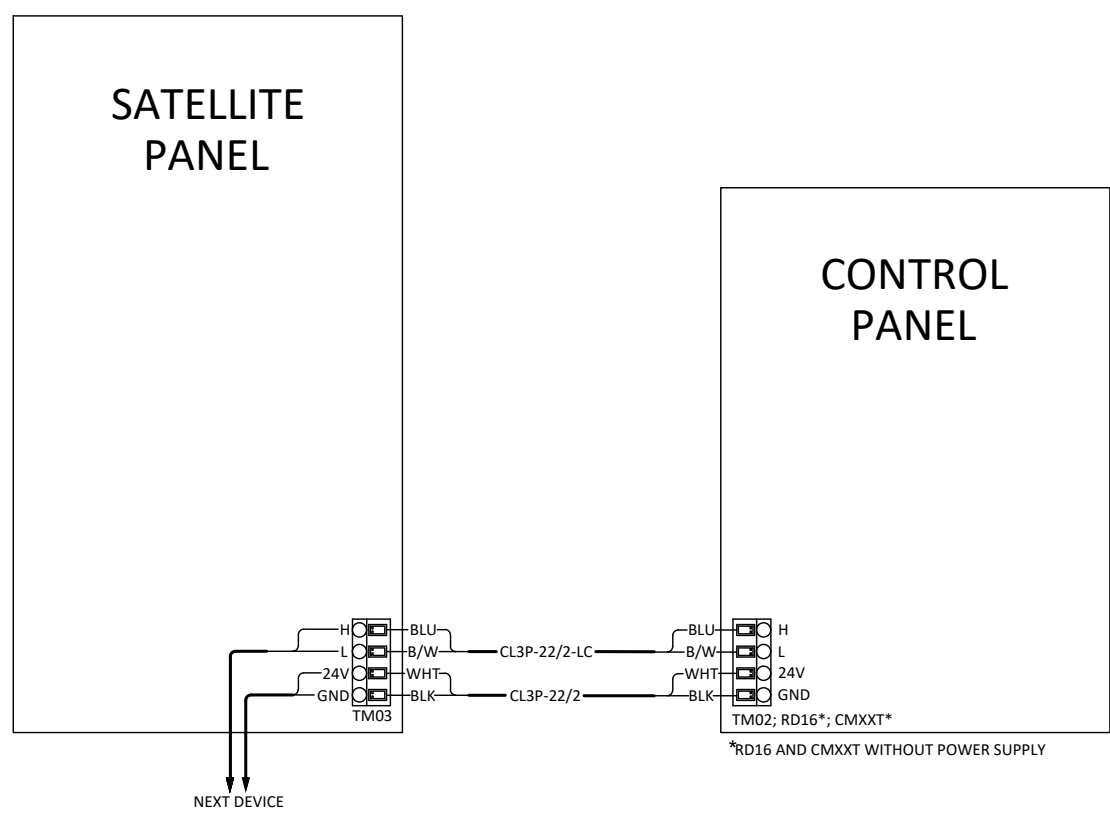 SATELLITE
PANEL
CONTROL
PANEL
H BLU BLU H
L B/W CL3P-22/2-LC B/W L
24V WHT WHT 24V
GND BLK CL3P-22/2 BLK GND
TM03
TM02; RD16*; CMXXT*
*RD16 AND CMXXT WITHOUT POWER SUPPLY
NEXT DEVICE